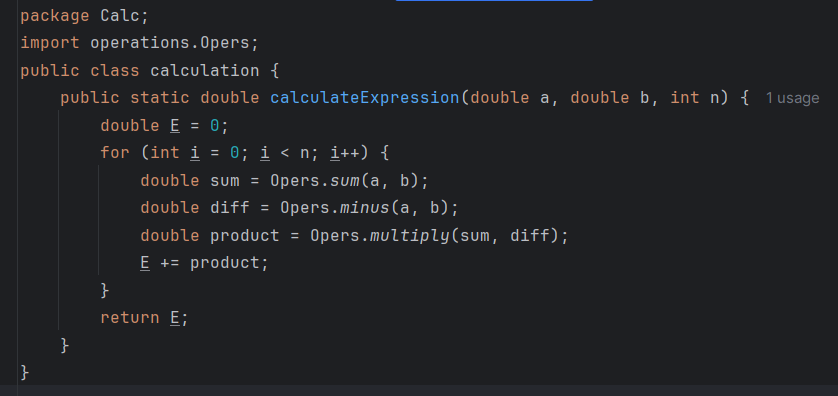 package Calc;
import operations.Opers;
public class calculation {
    public static double calculateExpression(double a, double b, int n) {  1 usage
        double E = 0;
        for (int i = 0; i < n; i++) {
            double sum = Opers.sum(a, b);
            double diff = Opers.minus(a, b);
            double product = Opers.multiply(sum, diff);
            E += product;
        }
        return E;
    }
}